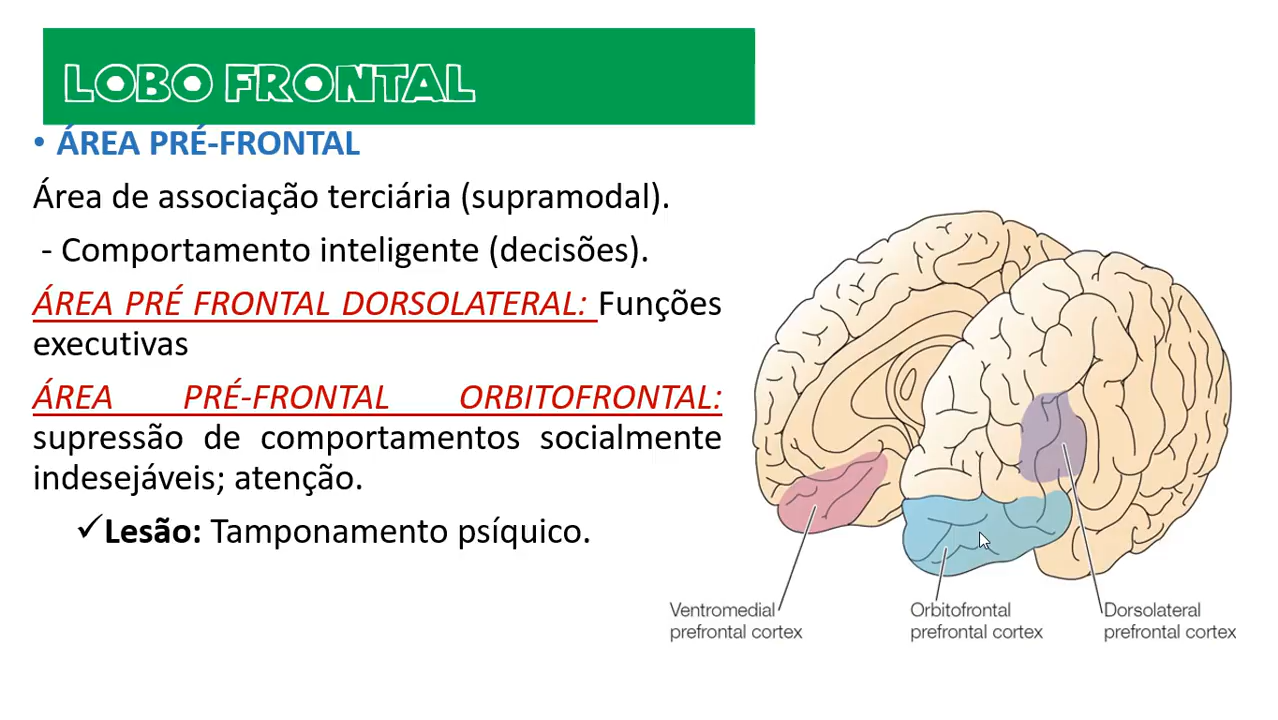 LOBO FRONTAL
• ÁREA PRÉ-FRONTAL
Área de associação terciária (supramodal).
- Comportamento inteligente (decisões).
ÁREA PRÉ FRONTAL DORSOLATERAL: Funções
executivas
ÁREA PRÉ-FRONTAL ORBITOFRONTAL:
supressão de comportamentos socialmente
indesejáveis; atenção.
✓Lesão: Tamponamento psíquico.
Ventromedial
prefrontal cortex
Orbitofrontal
prefrontal cortex
Dorsolateral
prefrontal cortex